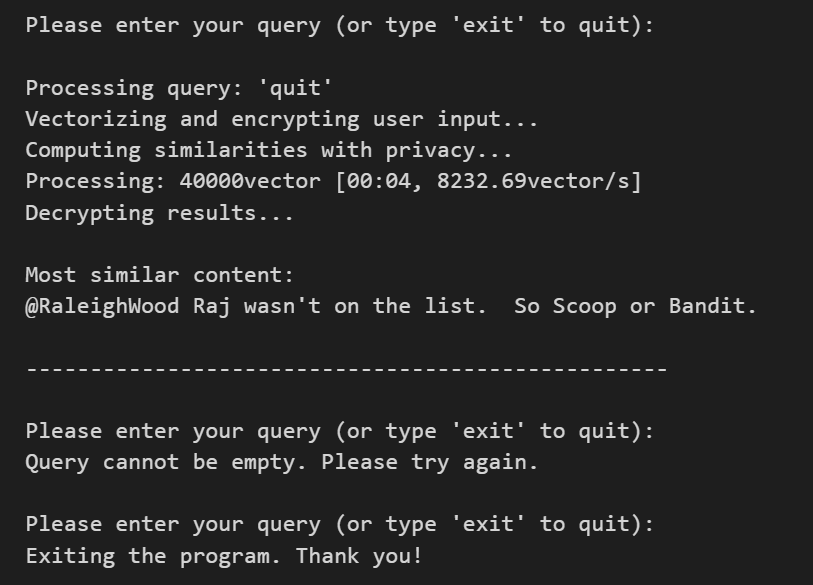 Please enter your query (or type 'exit' to quit):
Processing query: 'quit'
Vectorizing and encrypting user input...
Computing similarities with privacy...
Processing: 40000vector [00:04, 8232.69vector/s]
Decrypting results...
Most similar content:
@RaleighWood Raj wasn't on the list.  So Scoop or Bandit.
--------------------------------------------------
Please enter your query (or type 'exit' to quit):
Query cannot be empty. Please try again.
Please enter your query (or type 'exit' to quit):
Exiting the program. Thank you!